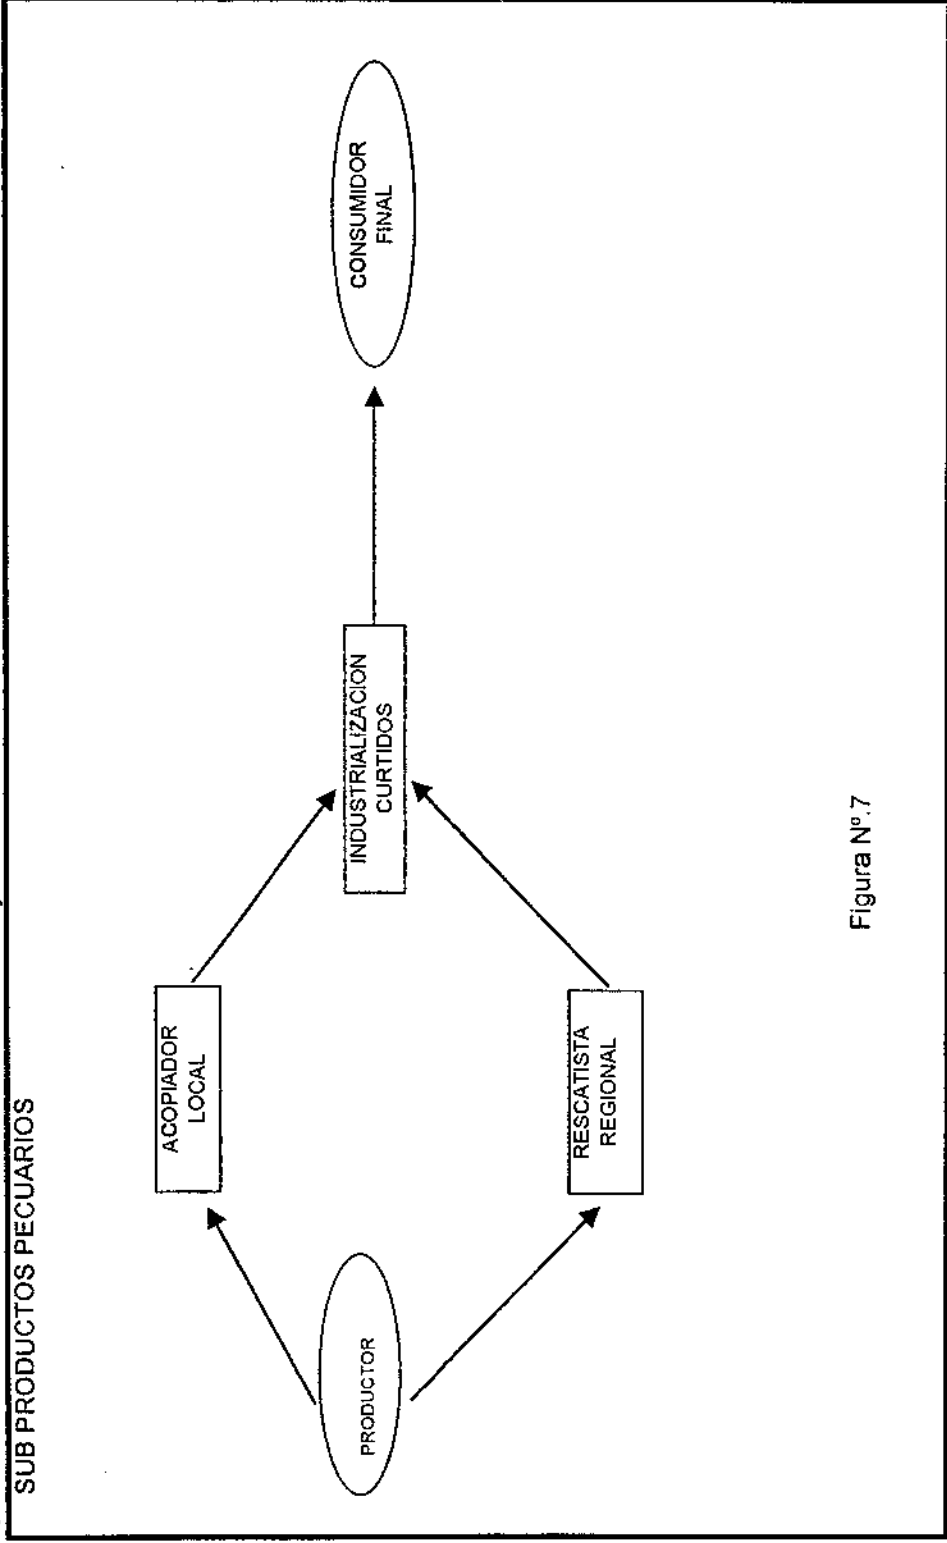 SUB PRODUCTOS PECUARIOS
PRODUCTOR
ACOPIADOR
LOCAL
RESCATISTA
REGIONAL
INDUSTRIALIZACION
CURTIDOS
CONSUMIDOR
FINAL
Figura Nº.7